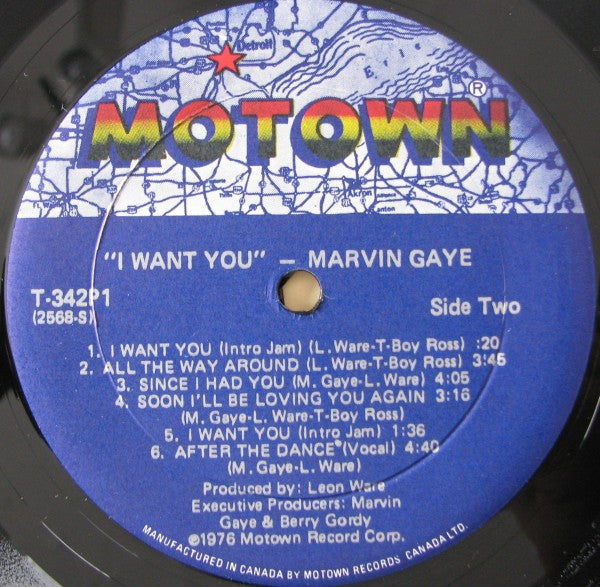 Detroit
Erie
MOTOWN®
Akron
Canton
"I WANT YOU" – MARVIN GAYE
T-342P1
(2568-S)
Side Two
1. I WANT YOU (Intro Jam) (L. Ware-T-Boy Ross) :20
2. ALL THE WAY AROUND (L. Ware-T-Boy Ross) 3:45
3. SINCE I HAD YOU (M. Gaye-L. Ware) 4:05
4. SOON I'LL BE LOVING YOU AGAIN 3:16
(M. Gaye-L. Ware-T-Boy Ross)
5. I WANT YOU (Intro Jam) 1:36
6. AFTER THE DANCE (Vocal) 4:40
(M. Gaye-L. Ware)
Produced by: Leon Ware
Executive Producers: Marvin
Gaye & Berry Gordy
©1976 Motown Record Corp.
MANUFACTURED IN CANADA BY MOTOWN RECORDS CANADA LTD.